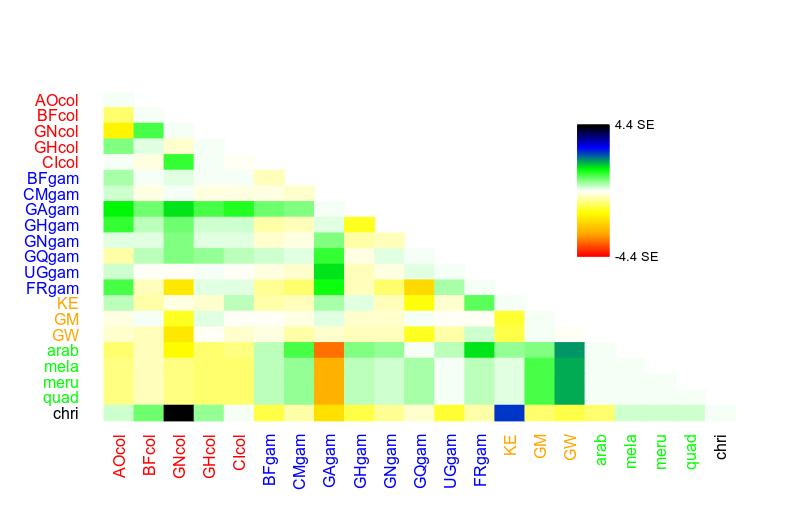 AOcol
BFcol
GNcol
GHcol
CIcol
BFgam
CMgam
GAgam
GHgam
GNgam
GQgam
UGgam
FRgam
KE
GM
GW
arab
mela
meru
quad
chri
4.4 SE
-4.4 SE
AOcol BFcol GNcol GHcol CIcol BFgam CMgam GAgam GHgam GNgam GQgam UGgam FRgam KE GM GW arab mela meru quad chri